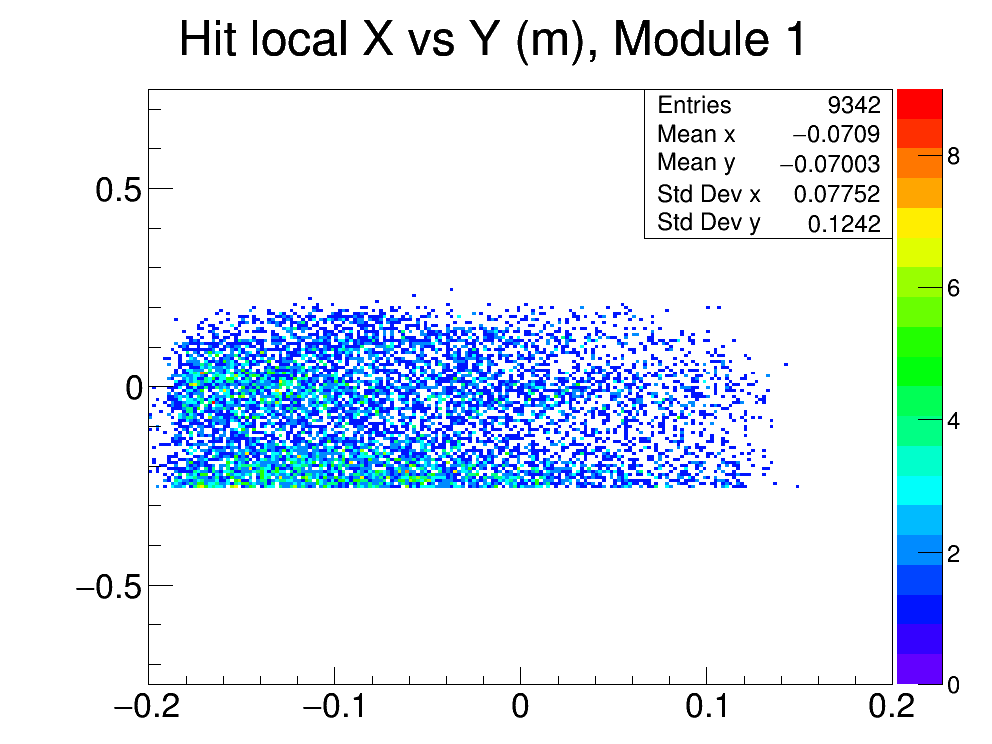 Hit local X vs Y (m), Module 1
Entries 9342
Mean x −0.0709
Mean y −0.07003
Std Dev x 0.07752
Std Dev y 0.1242
0.5
0
−0.5
−0.2 −0.1 0 0.1 0.2
8
6
4
2
0